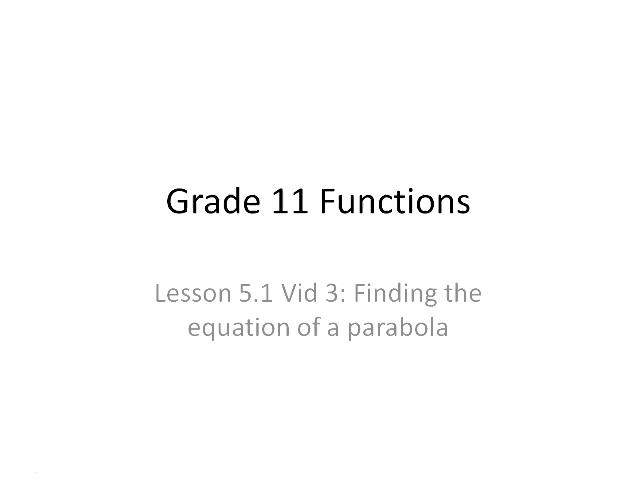 Grade 11 Functions
Lesson 5.1 Vid 3: Finding the
equation of a parabola